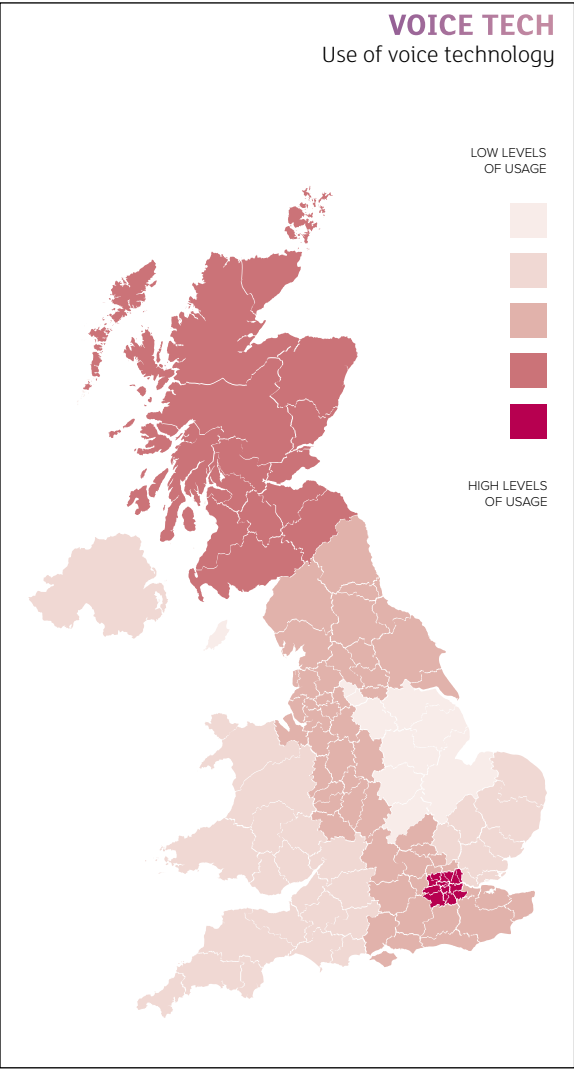 VOICE TECH
Use of voice technology
LOW LEVELS
OF USAGE
HIGH LEVELS
OF USAGE